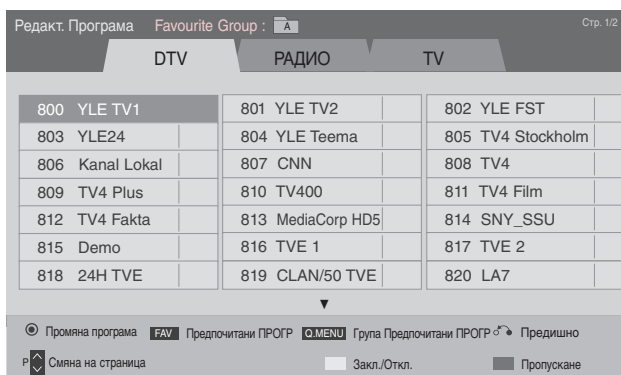 Редакт. Програма Favourite Group : A Стр. 1/2
DTV РАДИО TV
800 YLE TV1 801 YLE TV2 802 YLE FST
803 YLE24 804 YLE Teema 805 TV4 Stockholm
806 Kanal Lokal 807 CNN 808 TV4
809 TV4 Plus 810 TV400 811 TV4 Film
812 TV4 Fakta 813 MediaCorp HD5 814 SNY_SSU
815 Demo 816 TVE 1 817 TVE 2
818 24H TVE 819 CLAN/50 TVE 820 LA7
Промяна програма FAV Предпочитани ПРОГР Q.MENU Група Предпочитани ПРОГР Предишно
P Смяна на страница Закл./Откл. Пропускане